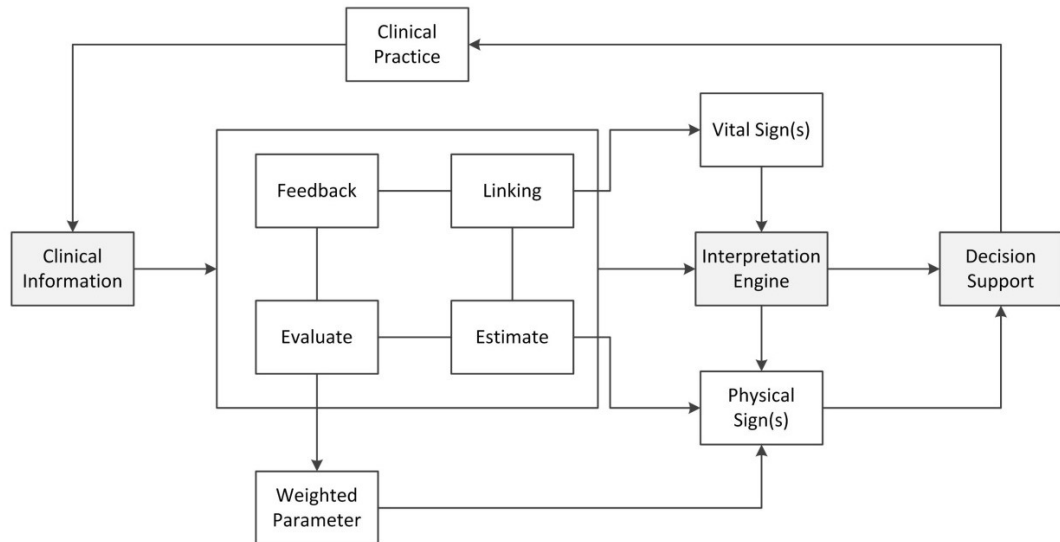 Clinical
Practice
Vital Sign(s)
Feedback
Linking
Clinical
Information
Interpretation
Engine
Decision
Support
Evaluate
Estimate
Physical
Sign(s)
Weighted
Parameter